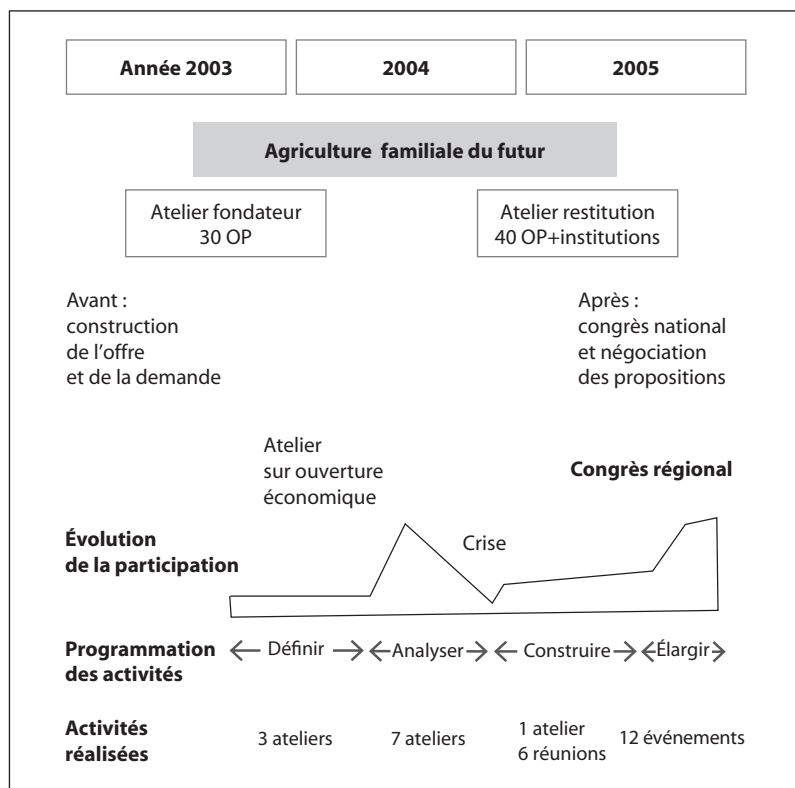 Année 2003
2004
2005
Agriculture familiale du futur
Atelier fondateur
30 OP
Atelier restitution
40 OP+institutions
Avant :
construction
de l'offre
et de la demande
Après :
congrès national
et négociation
des propositions
Atelier
sur ouverture
économique
Congrès régional
Évolution
de la participation
Crise
Programmation
des activités
Définir
Analyser
Construire
Élargir
Activités
réalisées
3 ateliers
7 ateliers
1 atelier
6 réunions
12 événements